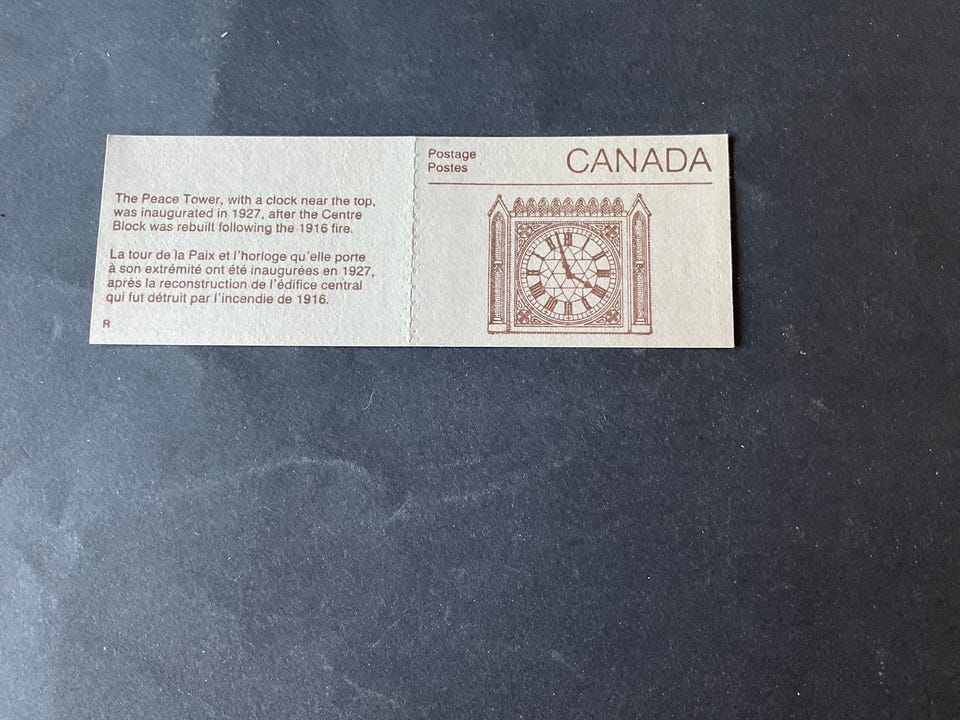 The Peace Tower, with a clock near the top,
was inaugurated in 1927, after the Centre
Block was rebuilt following the 1916 fire.
La tour de la Paix et l'horloge qu'elle porte
à son extrémité ont été inaugurées en 1927,
après la reconstruction de l'édifice central
qui fut détruit par l'incendie de 1916.
R
Postage
Postes
CANADA